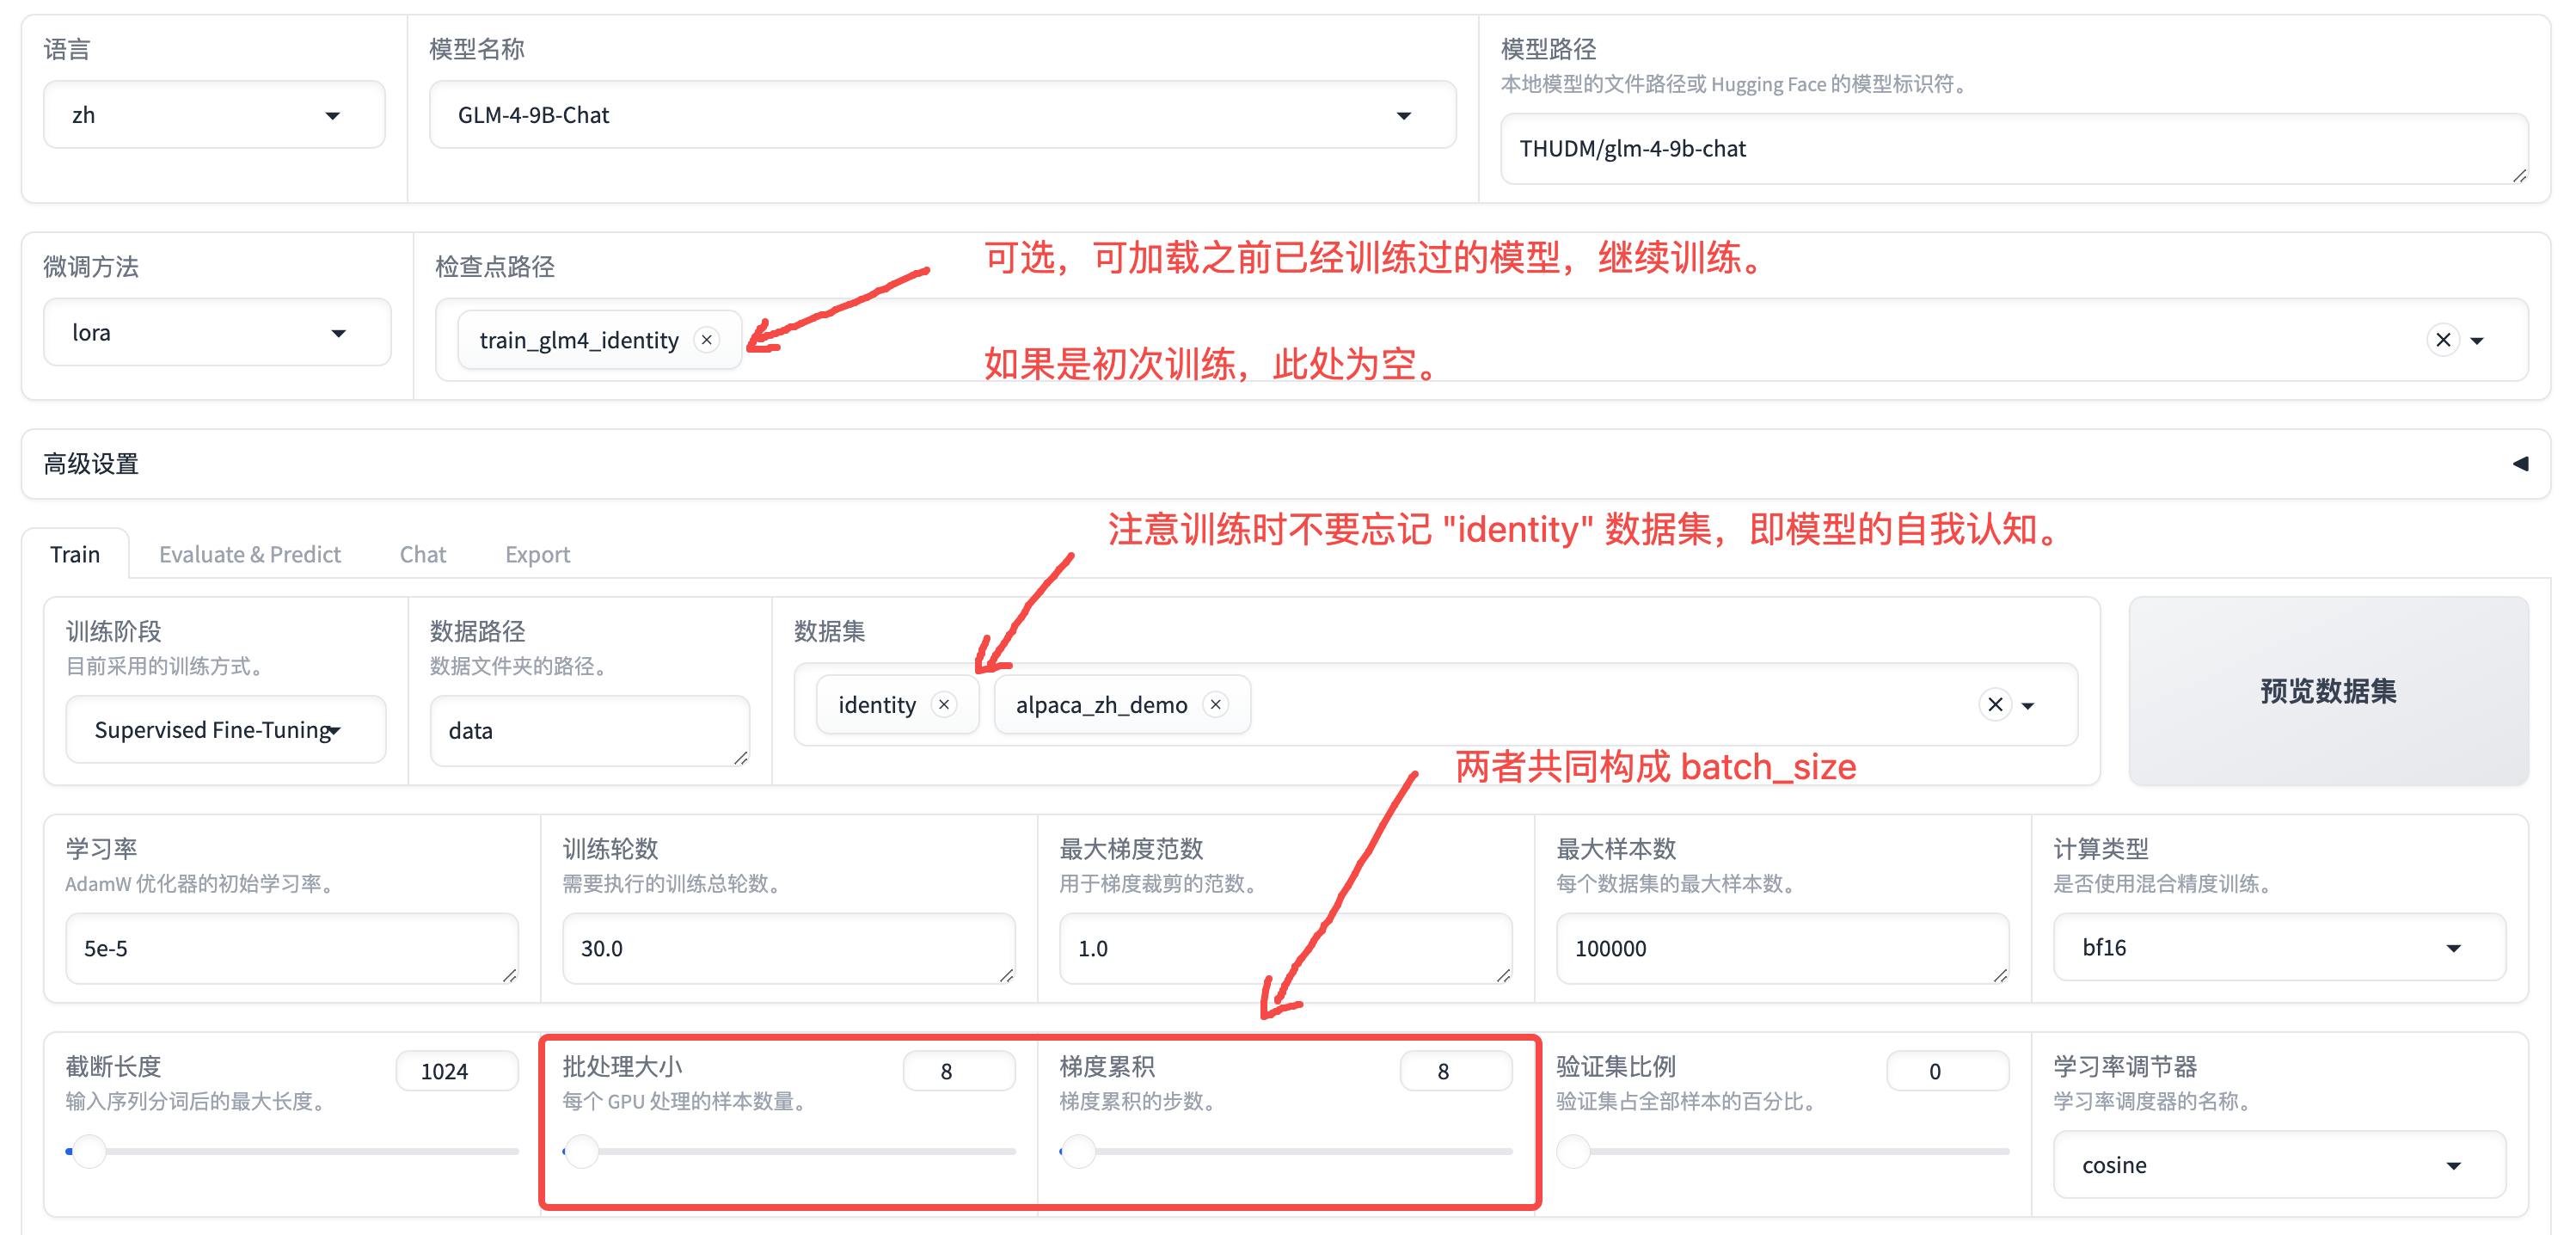 语言
zh
模型名称
GLM-4-9B-Chat
模型路径
本地模型的文件路径或 Hugging Face 的模型标识符。
THUDM/glm-4-9b-chat
微调方法
lora
检查点路径
train_glm4_identity
可选，可加载之前已经训练过的模型，继续训练。
如果是初次训练，此处为空。
高级设置
注意训练时不要忘记 "identity" 数据集，即模型的自我认知。
Train
Evaluate & Predict
Chat
Export
训练阶段
目前采用的训练方式。
Supervised Fine-Tuning
数据路径
数据文件夹的路径。
data
数据集
identity
alpaca_zh_demo
预览数据集
两者共同构成 batch_size
学习率
AdamW 优化器的初始学习率。
5e-5
训练轮数
需要执行的训练总轮数。
30.0
最大梯度范数
用于梯度裁剪的范数。
1.0
最大样本数
每个数据集的最大样本数。
100000
计算类型
是否使用混合精度训练。
bf16
截断长度
1024
输入序列分词后的最大长度。
批处理大小
8
每个 GPU 处理的样本数量。
梯度累积
8
梯度累积的步数。
验证集比例
0
验证集占全部样本的百分比。
学习率调节器
学习率调度器的名称。
cosine